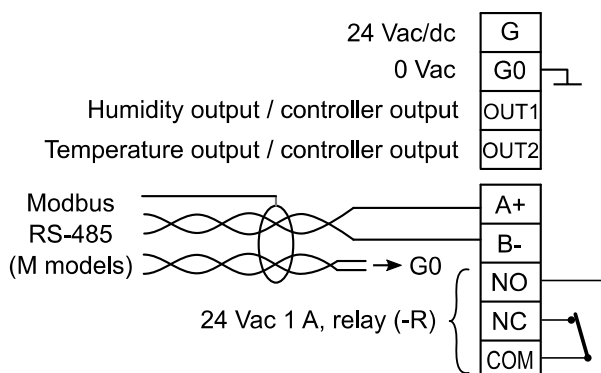 24 Vac/dc G
0 Vac G0
Humidity output / controller output OUT1
Temperature output / controller output OUT2
Modbus A+
RS-485 B-
(M models) G0
NO
24 Vac 1 A, relay (-R) NC
COM